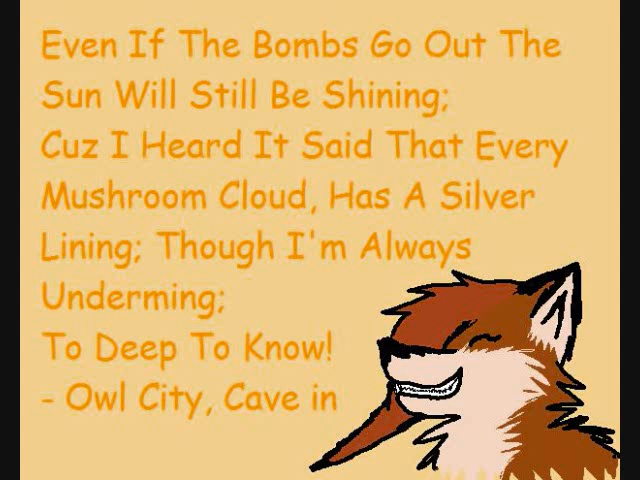 Even If The Bombs Go Out The
Sun Will Still Be Shining;
Cuz I Heard It Said That Every
Mushroom Cloud, Has A Silver
Lining; Though I'm Always
Underming;
To Deep To Know!
- Owl City, Cave in